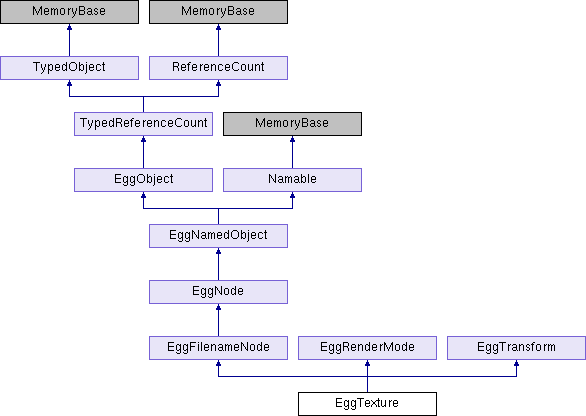 MemoryBase
MemoryBase
TypedObject
ReferenceCount
TypedReferenceCount
MemoryBase
EggObject
Namable
EggNamedObject
EggNode
EggFilenameNode
EggRenderMode
EggTransform
EggTexture